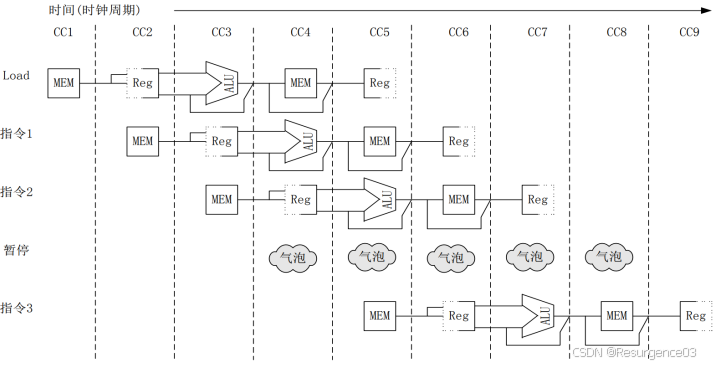 时间(时钟周期)
CC1 CC2 CC3 CC4 CC5 CC6 CC7 CC8 CC9
Load MEM Reg ALU MEM Reg
指令1 MEM Reg ALU MEM Reg
指令2 MEM Reg ALU MEM Reg
暂停 气泡 气泡 气泡 气泡 气泡
指令3 MEM Reg ALU MEM Reg
CSDN @Resurgence03